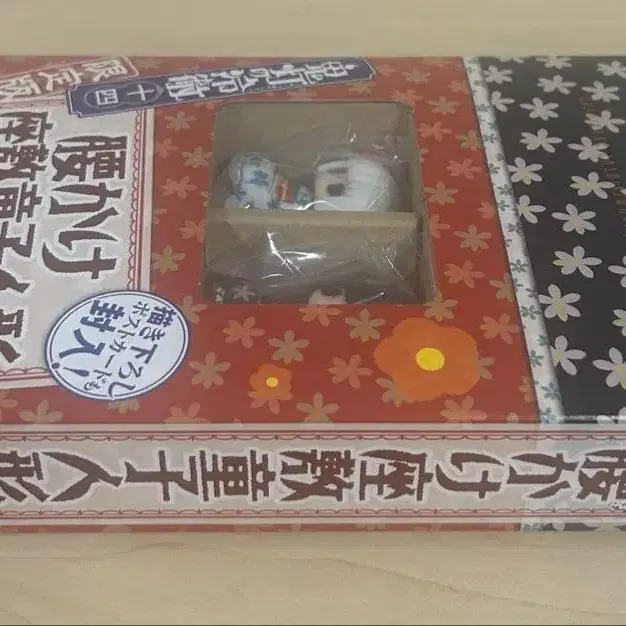 限定版
鬼灯の冷徹 十四
腰かけ
座敷童子人形
描き下ろし
ポストカードも
封入!
腰かけ座敷童子人形